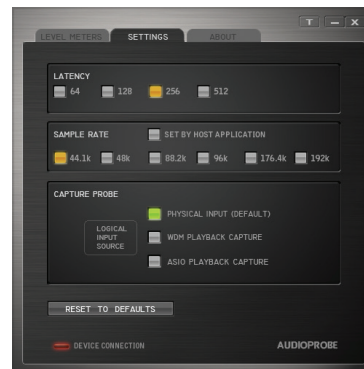 T – X
LEVEL METERS SETTINGS ABOUT
LATENCY
64 128 256 512
SAMPLE RATE SET BY HOST APPLICATION
44.1k 48k 88.2k 96k 176.4k 192k
CAPTURE PROBE
LOGICAL INPUT SOURCE
PHYSICAL INPUT (DEFAULT)
WDM PLAYBACK CAPTURE
ASIO PLAYBACK CAPTURE
RESET TO DEFAULTS
DEVICE CONNECTION AUDIOPROBE